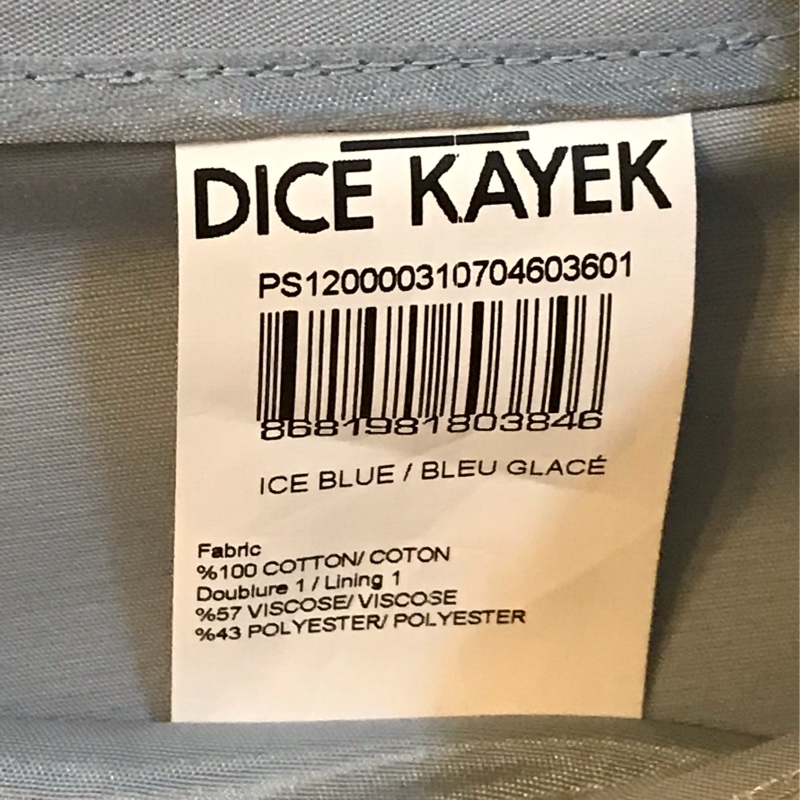 DICE KAYEK
PS120000310704603601
8681981803846
ICE BLUE / BLEU GLACÉ
Fabric
%100 COTTON/ COTON
Doublure 1 / Lining 1
%57 VISCOSE/ VISCOSE
%43 POLYESTER/ POLYESTER